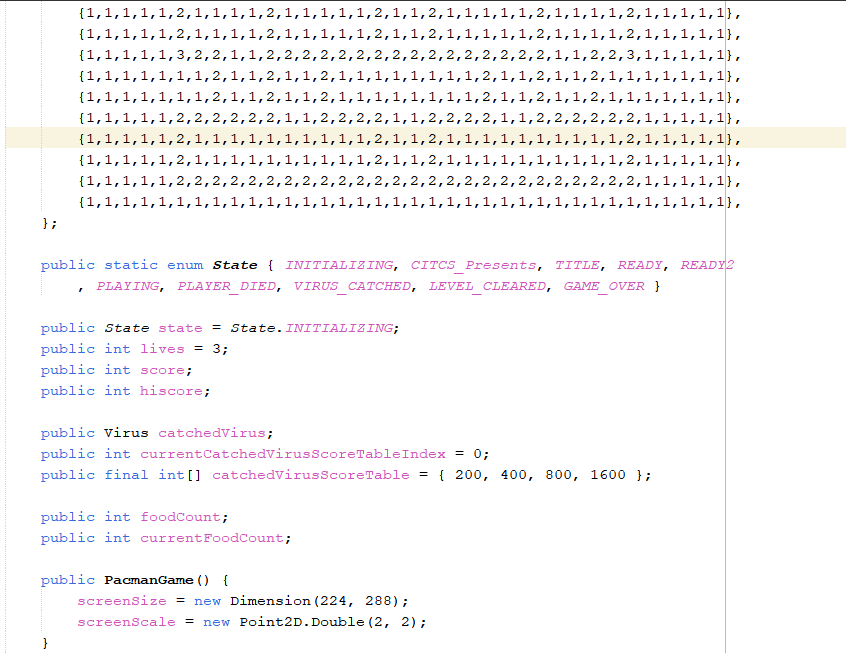 {1,1,1,1,1,2,1,1,1,1,2,1,1,1,1,1,2,1,1,2,1,1,1,1,1,2,1,1,1,1,2,1,1,1,1,1},
{1,1,1,1,1,2,1,1,1,1,2,1,1,1,1,1,2,1,1,2,1,1,1,1,1,2,1,1,1,1,2,1,1,1,1,1},
{1,1,1,1,1,3,2,2,1,1,2,2,2,2,2,2,2,2,2,2,2,2,2,2,2,2,1,1,2,2,3,1,1,1,1,1},
{1,1,1,1,1,1,1,2,1,1,2,1,1,2,1,1,1,1,1,1,1,1,2,1,1,2,1,1,2,1,1,1,1,1,1,1},
{1,1,1,1,1,1,1,2,1,1,2,1,1,2,1,1,1,1,1,1,1,1,2,1,1,2,1,1,2,1,1,1,1,1,1,1},
{1,1,1,1,1,2,2,2,2,2,2,1,1,2,2,2,2,1,1,2,2,2,2,1,1,2,2,2,2,2,2,1,1,1,1,1},
{1,1,1,1,1,2,1,1,1,1,1,1,1,1,1,1,2,1,1,2,1,1,1,1,1,1,1,1,1,1,2,1,1,1,1,1},
{1,1,1,1,1,2,1,1,1,1,1,1,1,1,1,1,2,1,1,2,1,1,1,1,1,1,1,1,1,1,2,1,1,1,1,1},
{1,1,1,1,1,2,2,2,2,2,2,2,2,2,2,2,2,2,2,2,2,2,2,2,2,2,2,2,2,2,2,1,1,1,1,1},
{1,1,1,1,1,1,1,1,1,1,1,1,1,1,1,1,1,1,1,1,1,1,1,1,1,1,1,1,1,1,1,1,1,1,1,1},
};
public static enum State { INITIALIZING, CITCS_Presents, TITLE, READY, READY2
, PLAYING, PLAYER_DIED, VIRUS_CATCHED, LEVEL_CLEARED, GAME_OVER }
public State state = State.INITIALIZING;
public int lives = 3;
public int score;
public int hiscore;
public Virus catchedVirus;
public int currentCatchedVirusScoreTableIndex = 0;
public final int[] catchedVirusScoreTable = { 200, 400, 800, 1600 };
public int foodCount;
public int currentFoodCount;
public PacmanGame() {
screenSize = new Dimension(224, 288);
screenScale = new Point2D.Double(2, 2);
}